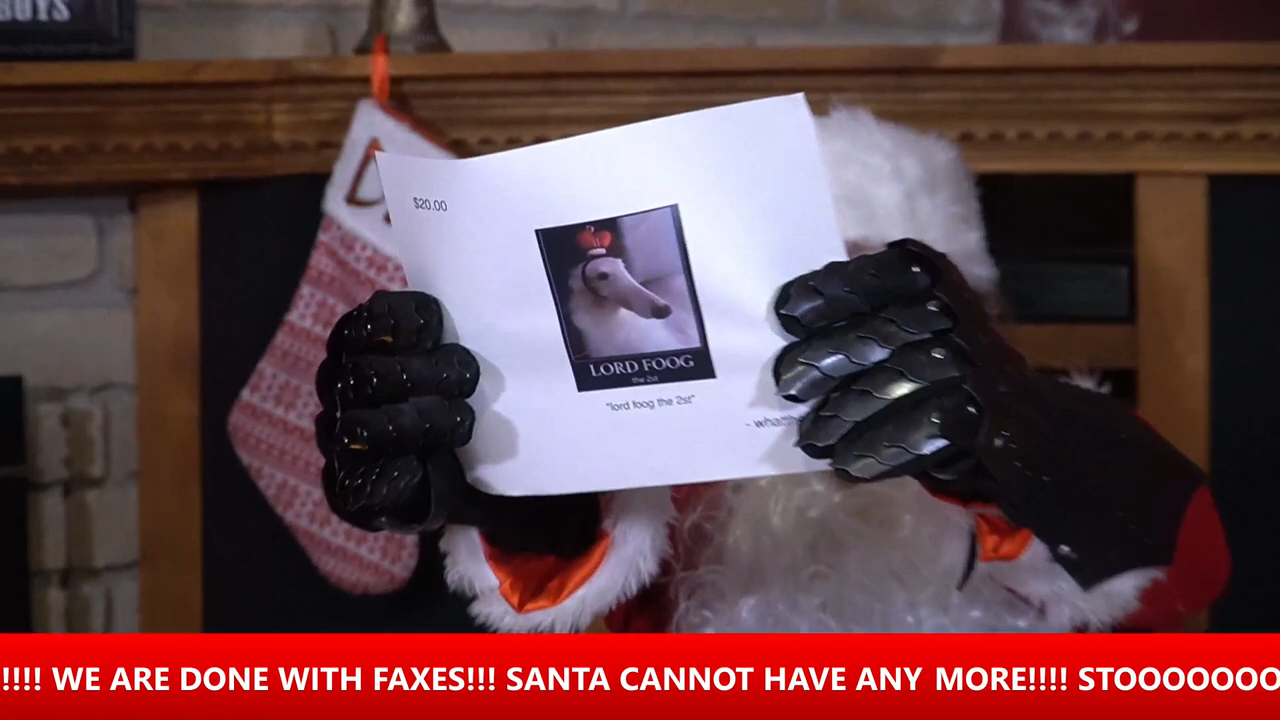 BOYS
$20.00
LORD FOOG
the 2st
"lord foog the 2st"
!!!! WE ARE DONE WITH FAXES!!! SANTA CANNOT HAVE ANY MORE!!!! STOOOOOOO